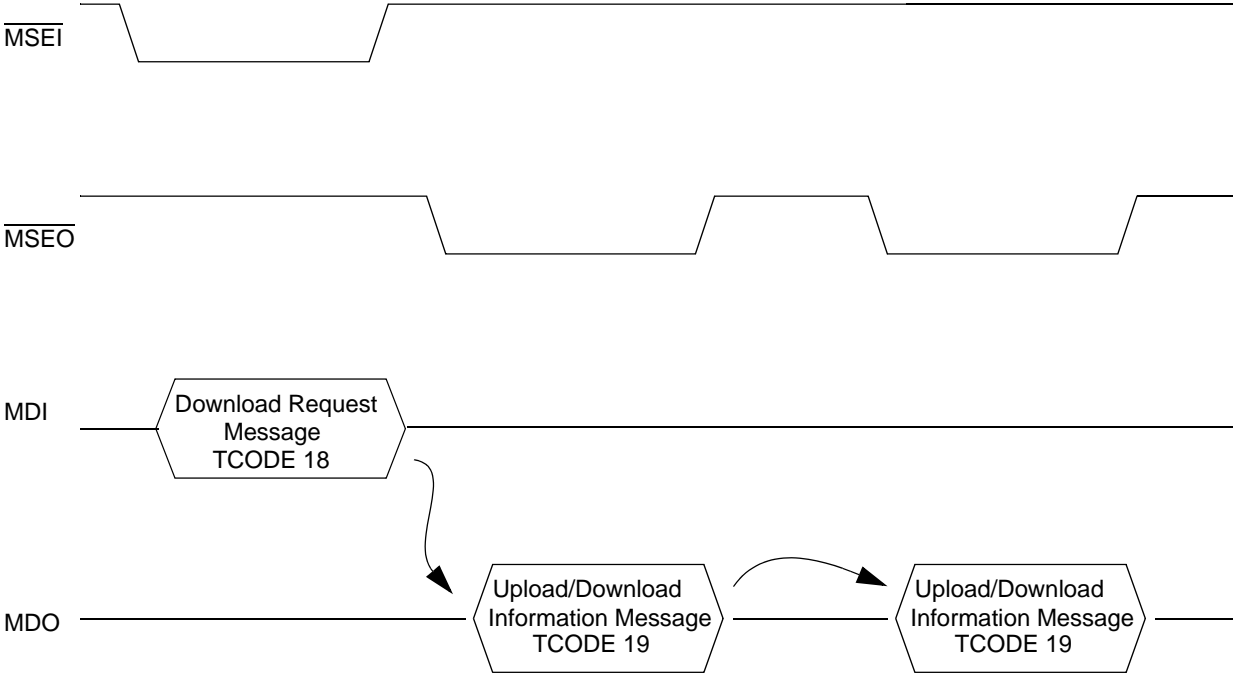 MSEI
MSEO
MDI
Download Request
Message
TCODE 18
MDO
Upload/Download
Information Message
TCODE 19
Upload/Download
Information Message
TCODE 19